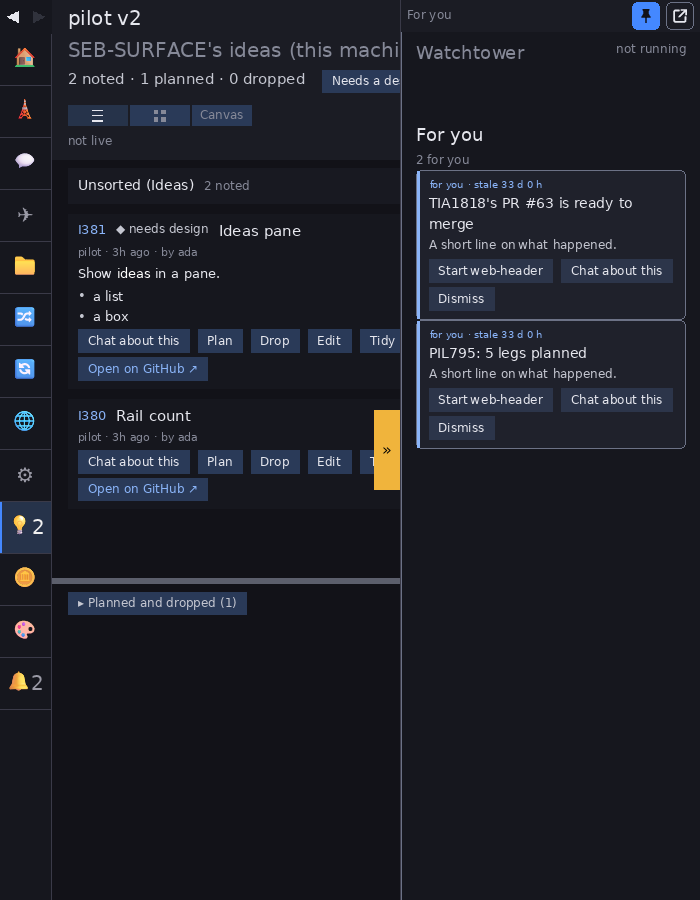 pilot v2
SEB-SURFACE's ideas (this machi
2 noted · 1 planned · 0 dropped
Needs a de
Canvas
not live
Unsorted (Ideas) 2 noted
I381 ◆ needs design Ideas pane
pilot · 3h ago · by ada
Show ideas in a pane.
• a list
• a box
Chat about this Plan Drop Edit Tidy
Open on GitHub ↗
I380 Rail count
pilot · 3h ago · by ada
Chat about this Plan Drop Edit
Open on GitHub ↗
»
▸ Planned and dropped (1)
2
2
For you
Watchtower not running
For you
2 for you
for you · stale 33 d 0 h
TIA1818's PR #63 is ready to
merge
A short line on what happened.
Start web-header Chat about this
Dismiss
for you · stale 33 d 0 h
PIL795: 5 legs planned
A short line on what happened.
Start web-header Chat about this
Dismiss